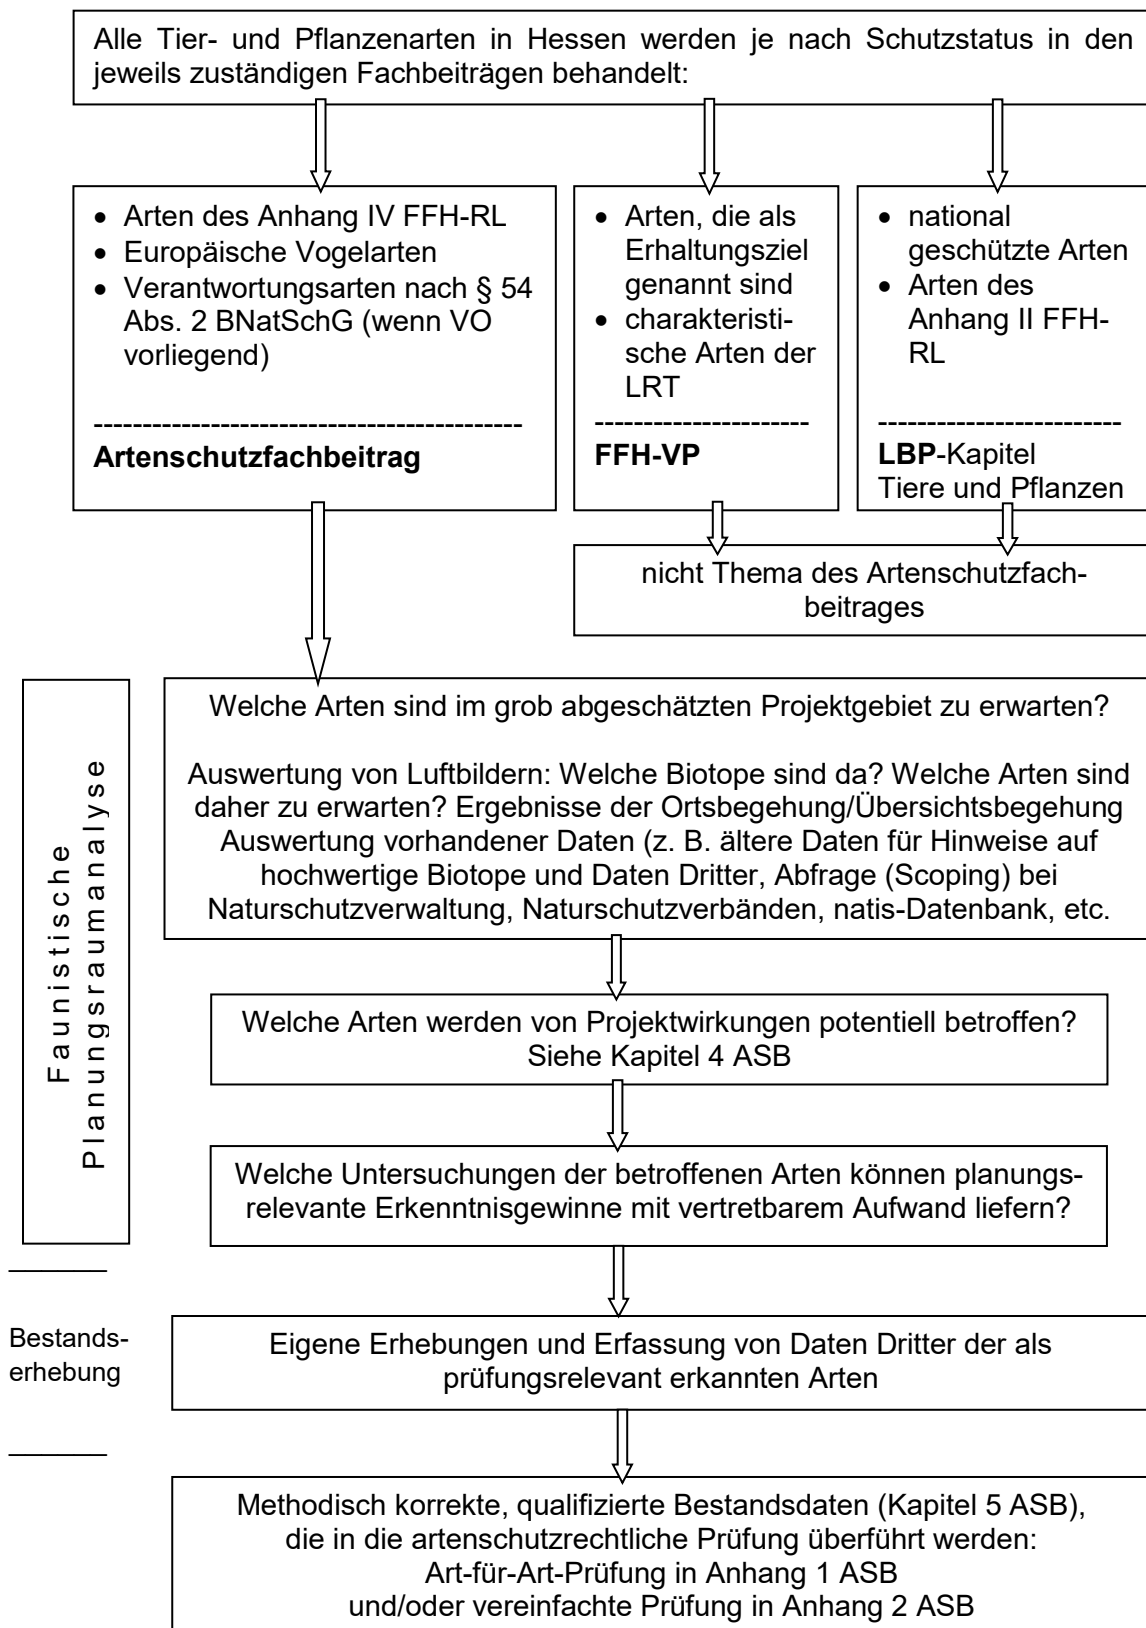 Alle Tier- und Pflanzenarten in Hessen werden je nach Schutzstatus in den
jeweils zuständigen Fachbeiträgen behandelt:
• Arten des Anhang IV FFH-RL
• Europäische Vogelarten
• Verantwortungsarten nach § 54
Abs. 2 BNatSchG (wenn VO
vorliegend)
-------------------------------------------
Artenschutzfachbeitrag
• Arten, die als
Erhaltungsziel
genannt sind
• charakteristi-
sche Arten der
LRT
----------------------
FFH-VP
• national
geschützte Arten
• Arten des
Anhang II FFH-
RL
-------------------------
LBP-Kapitel
Tiere und Pflanzen
nicht Thema des Artenschutzfach-
beitrages
Faunistische
Planungsraumanalyse
Welche Arten sind im grob abgeschätzten Projektgebiet zu erwarten?
Auswertung von Luftbildern: Welche Biotope sind da? Welche Arten sind
daher zu erwarten? Ergebnisse der Ortsbegehung/Übersichtsbegehung
Auswertung vorhandener Daten (z. B. ältere Daten für Hinweise auf
hochwertige Biotope und Daten Dritter, Abfrage (Scoping) bei
Naturschutzverwaltung, Naturschutzverbänden, natis-Datenbank, etc.
Welche Arten werden von Projektwirkungen potentiell betroffen?
Siehe Kapitel 4 ASB
Welche Untersuchungen der betroffenen Arten können planungs-
relevante Erkenntnisgewinne mit vertretbarem Aufwand liefern?
Bestands-
erhebung
Eigene Erhebungen und Erfassung von Daten Dritter der als
prüfungsrelevant erkannten Arten
Methodisch korrekte, qualifizierte Bestandsdaten (Kapitel 5 ASB),
die in die artenschutzrechtliche Prüfung überführt werden:
Art-für-Art-Prüfung in Anhang 1 ASB
und/oder vereinfachte Prüfung in Anhang 2 ASB